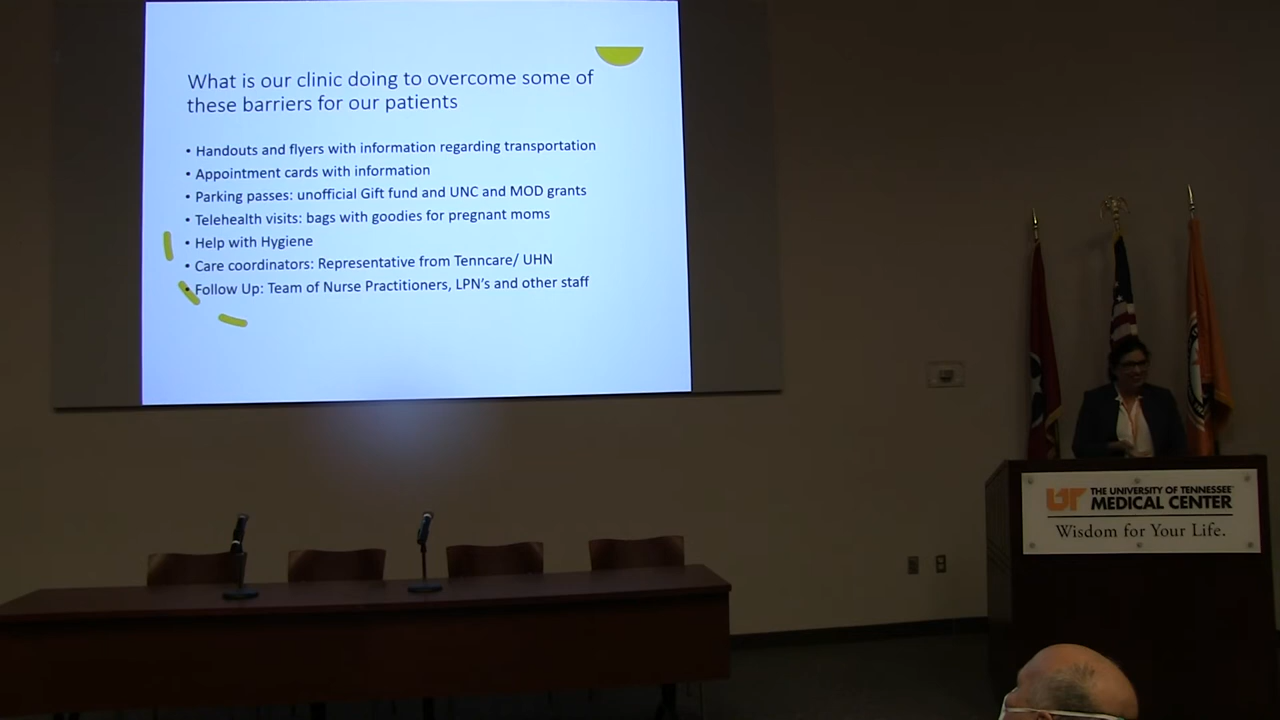 What is our clinic doing to overcome some of
these barriers for our patients
• Handouts and flyers with information regarding transportation
• Appointment cards with information
• Parking passes: unofficial Gift fund and UNC and MOD grants
• Telehealth visits: bags with goodies for pregnant moms
• Help with Hygiene
• Care coordinators: Representative from Tenncare/ UHN
• Follow Up: Team of Nurse Practitioners, LPN's and other staff
UT THE UNIVERSITY OF TENNESSEE
MEDICAL CENTER
Wisdom for Your Life.